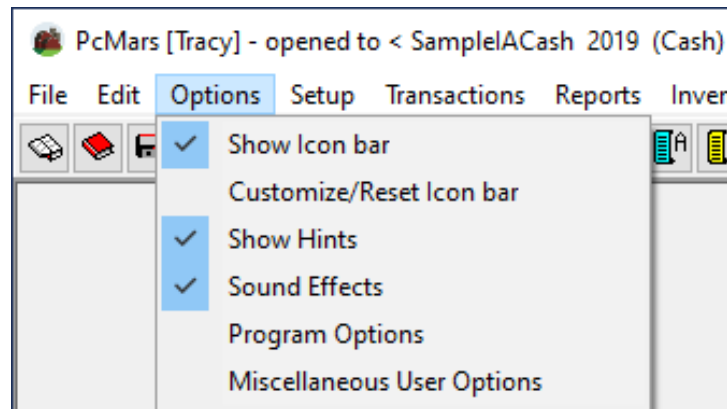 PcMars [Tracy] - opened to < SampleIACash 2019 (Cash)
File Edit Options Setup Transactions Reports Inver
A
Show Icon bar
Customize/Reset Icon bar
Show Hints
Sound Effects
Program Options
Miscellaneous User Options